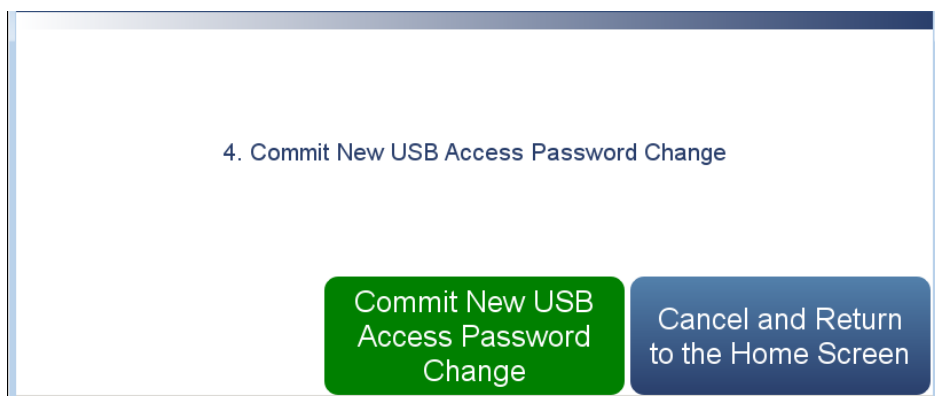 4. Commit New USB Access Password Change
Commit New USB
Access Password
Change
Cancel and Return
to the Home Screen